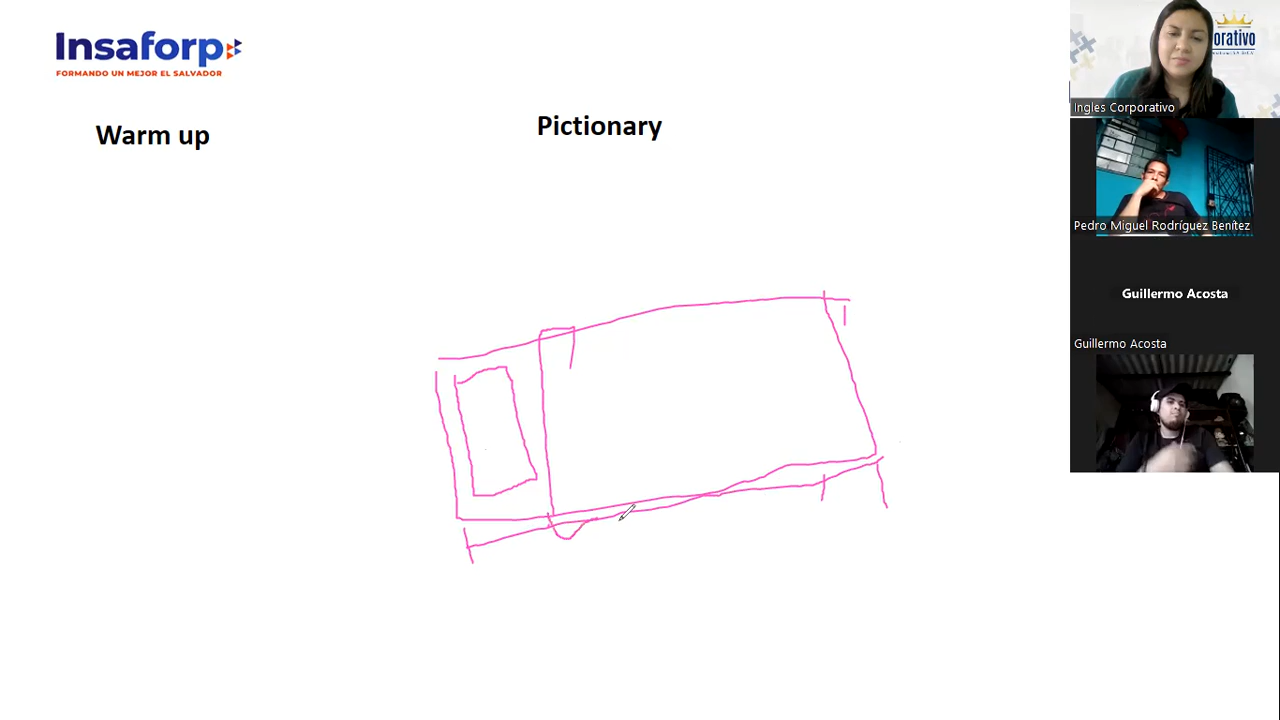 Insaforp
FORMANDO UN MEJOR EL SALVADOR
Warm up
Pictionary
orativo
Ingles Corporativo
Pedro Miguel Rodríguez Benítez
Guillermo Acosta
Guillermo Acosta